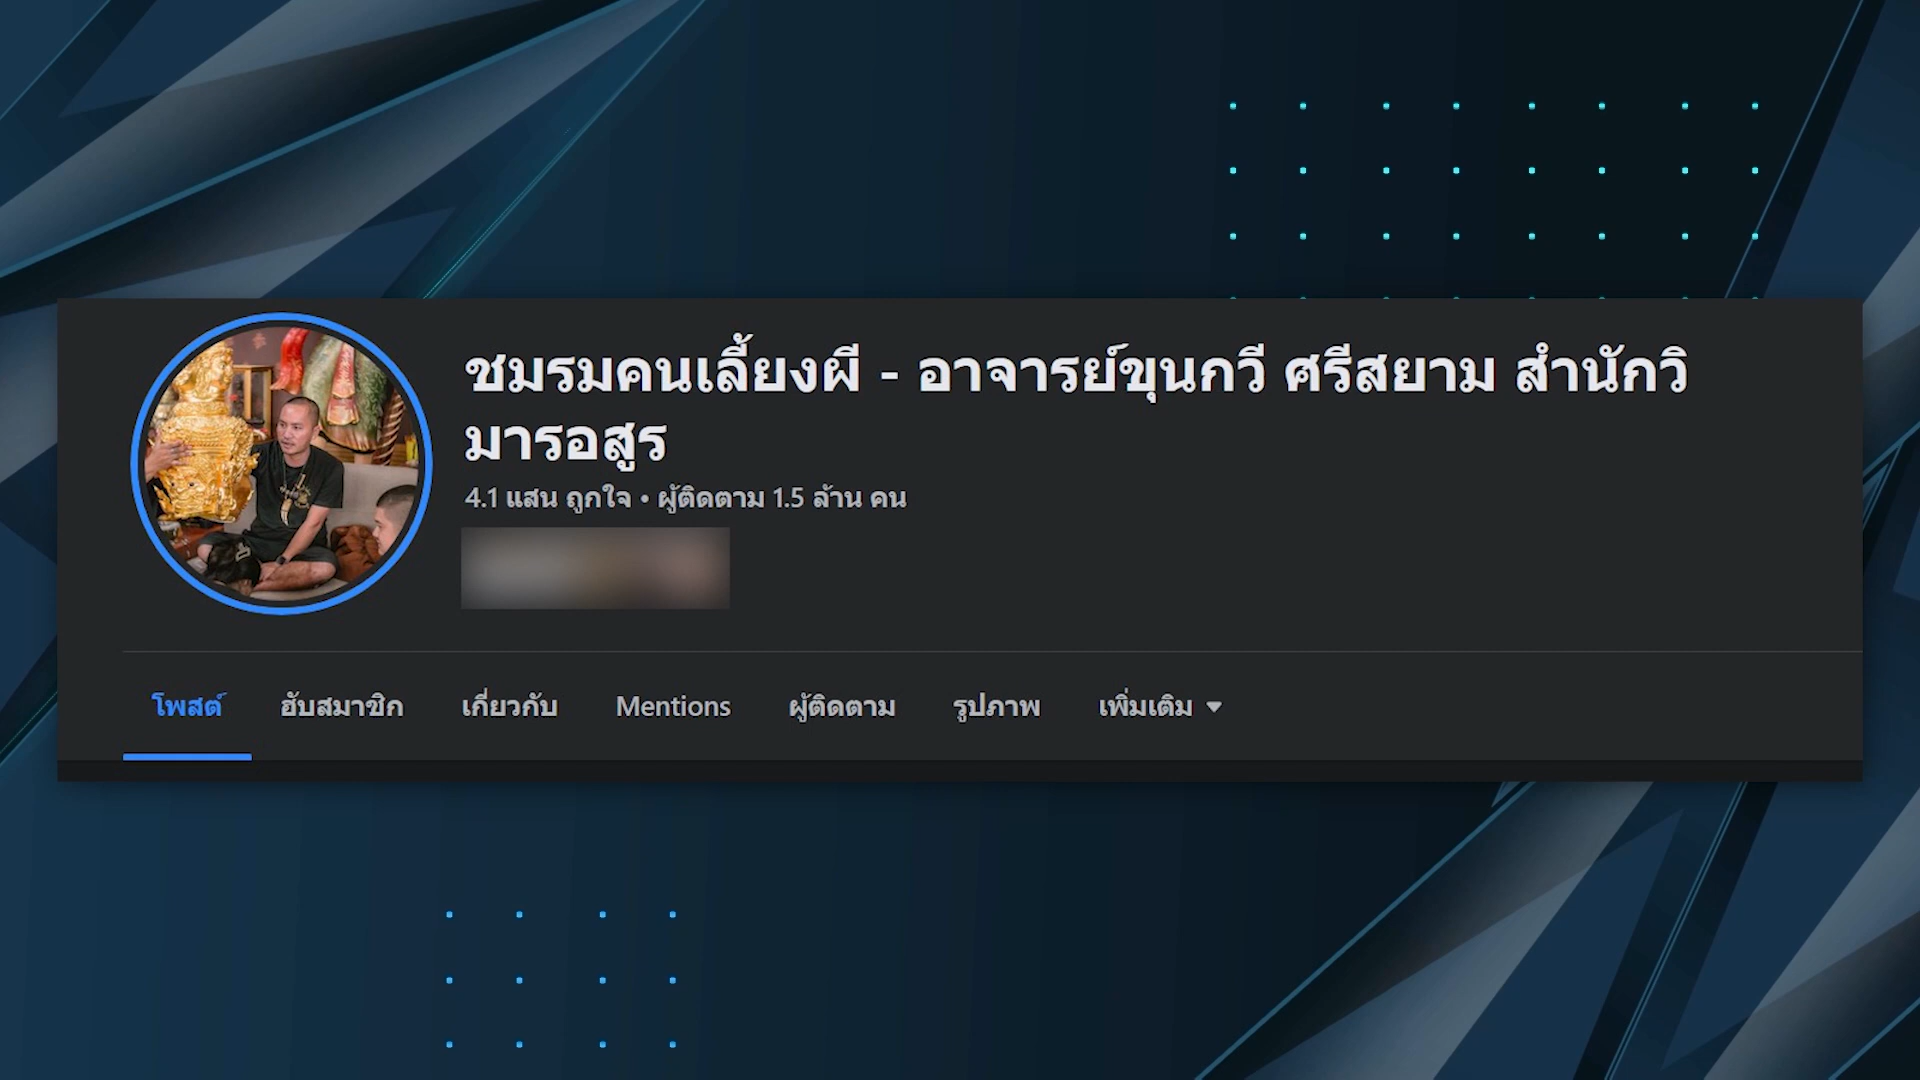 ชมรมคนเลี้ยงผี - อาจารย์ขุนกวี ศรีสยาม สำนักวิ
มารอสูร
4.1 แสน ถูกใจ • ผู้ติดตาม 1.5 ล้าน คน
โพสต์ ฮับสมาชิก เกี่ยวกับ Mentions ผู้ติดตาม รูปภาพ เพิ่มเติม